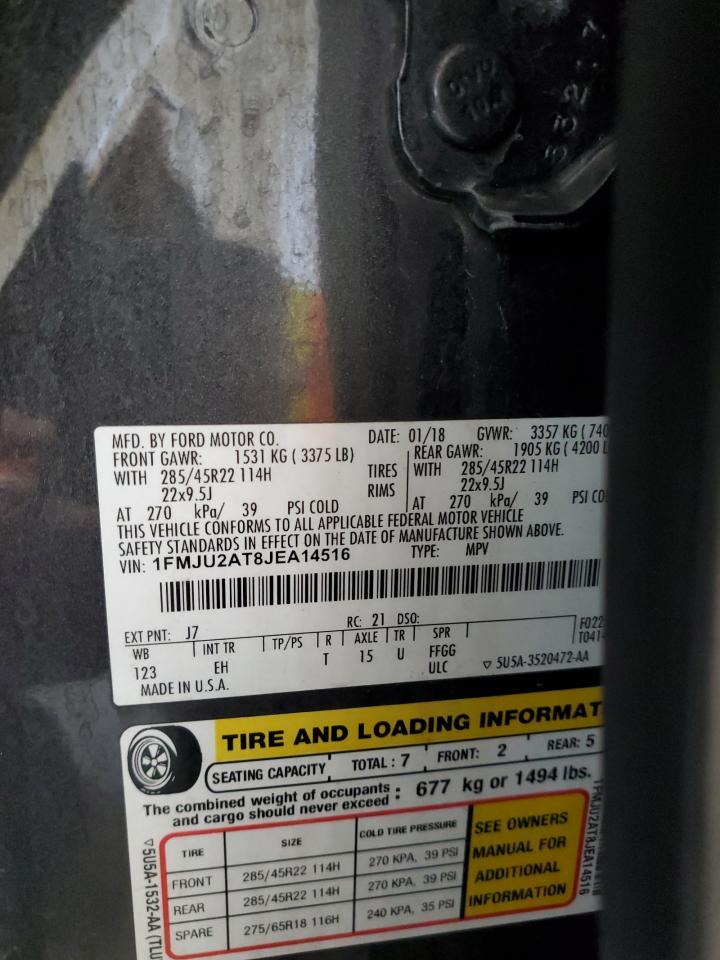 53217
MFD. BY FORD MOTOR CO. DATE: 01/18 GVWR: 3357 KG ( 740
FRONT GAWR: 1531 KG ( 3375 LB) REAR GAWR: 1905 KG ( 4200 L
WITH 285/45R22 114H TIRES WITH 285/45R22 114H
22x9.5J RIMS 22x9.5J
AT 270 kPa/ 39 PSI COLD AT 270 kPa/ 39 PSI CO
THIS VEHICLE CONFORMS TO ALL APPLICABLE FEDERAL MOTOR VEHICLE
SAFETY STANDARDS IN EFFECT ON THE DATE OF MANUFACTURE SHOWN ABOVE.
VIN: 1FMJU2AT8JEA14516 TYPE: MPV
EXT PNT: J7 RC: 21 DSO: F022
WB INT TR TP/PS R AXLE TR SPR T0414
123 EH T 15 U FFGG
ULC
MADE IN U.S.A. 5U5A-3520472-AA
TIRE AND LOADING INFORMAT
SEATING CAPACITY TOTAL : 7 FRONT: 2 REAR: 5
The combined weight of occupants and cargo should never exceed : 677 kg or 1494 lbs.
TIRE SIZE COLD TIRE PRESSURE
FRONT 285/45R22 114H 270 KPA, 39 PSI
REAR 285/45R22 114H 270 KPA, 39 PSI
SPARE 275/65R18 116H 240 KPA, 35 PSI
SEE OWNERS
MANUAL FOR
ADDITIONAL
INFORMATION
5U5A-1532-AA (TLU
1FMJU2AT8JEA14516